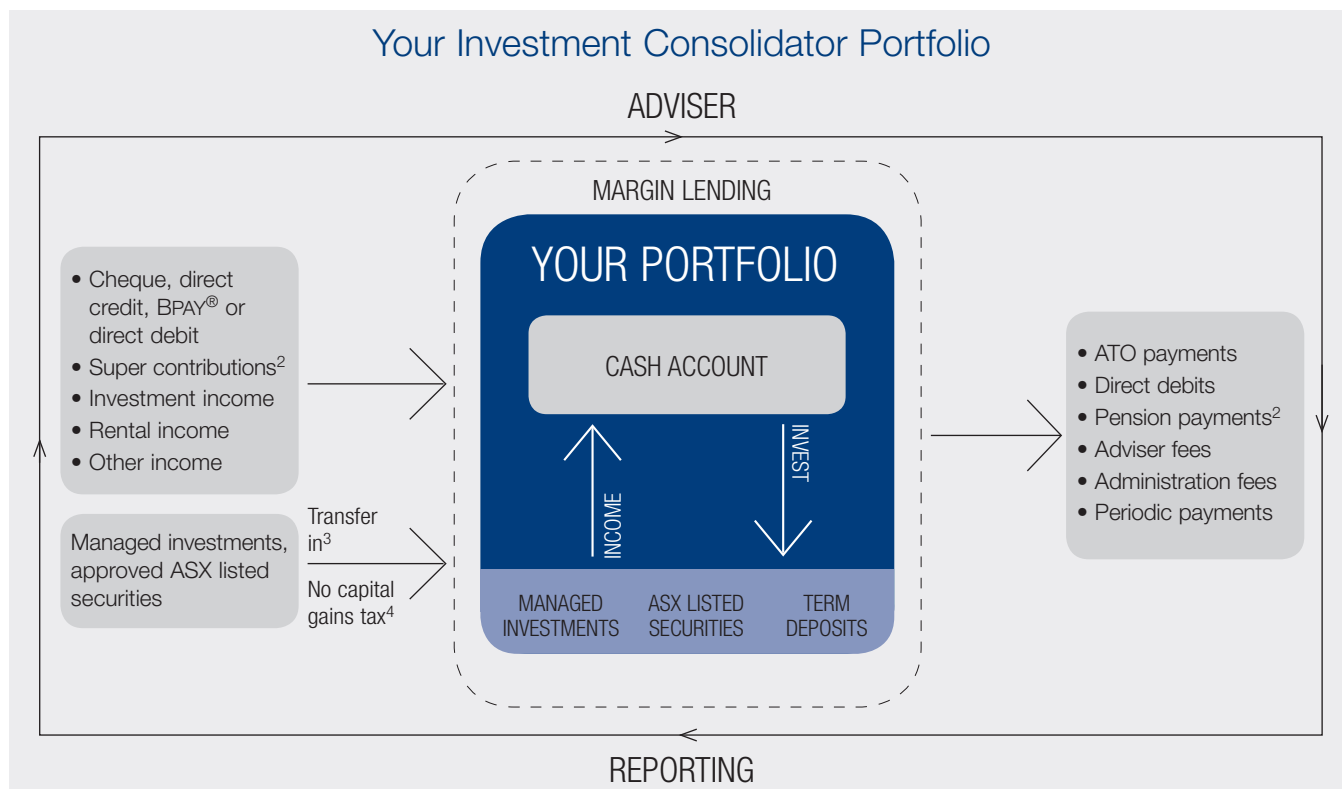 Your Investment Consolidator Portfolio
ADVISER
MARGIN LENDING
YOUR PORTFOLIO
CASH ACCOUNT
INCOME
INVEST
MANAGED
INVESTMENTS
ASX LISTED
SECURITIES
TERM
DEPOSITS
• Cheque, direct
credit, BPAY® or
direct debit
• Super contributions²
• Investment income
• Rental income
• Other income
Managed investments,
approved ASX listed
securities
Transfer
in³
No capital
gains tax⁴
• ATO payments
• Direct debits
• Pension payments²
• Adviser fees
• Administration fees
• Periodic payments
REPORTING